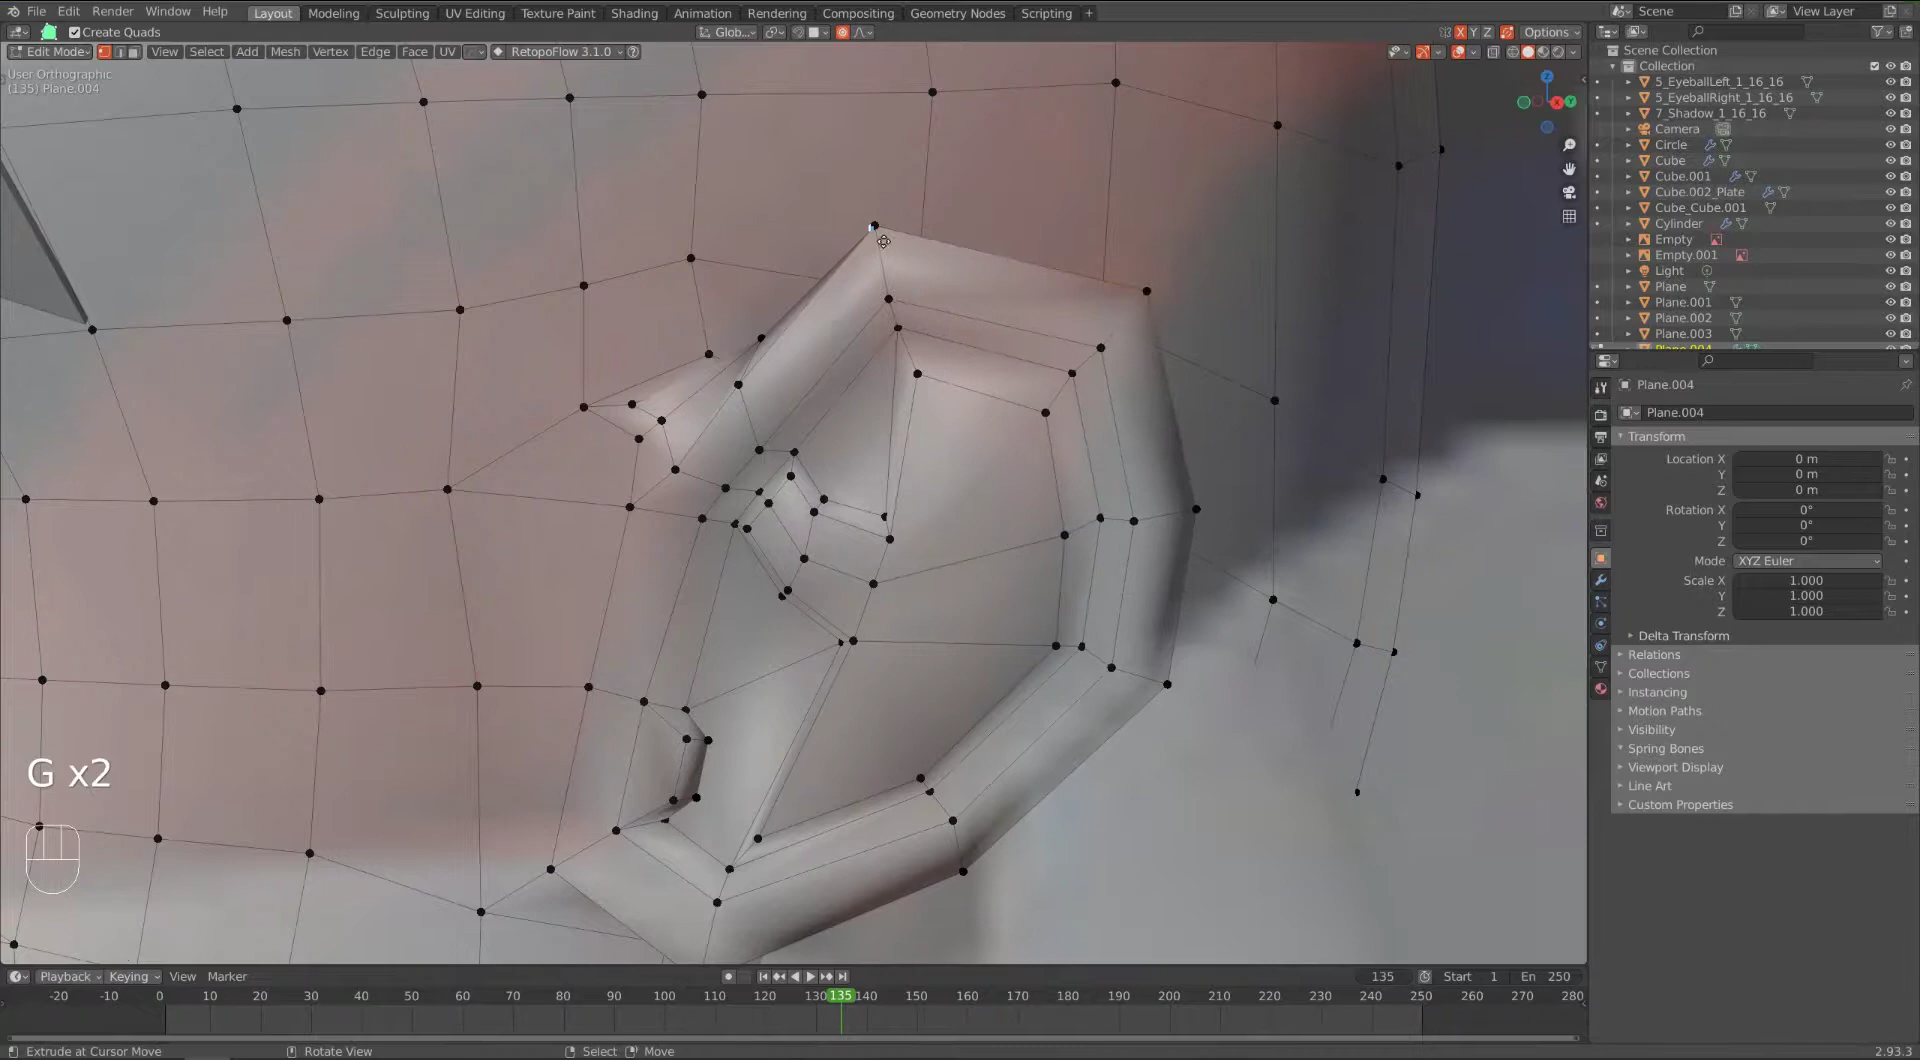 File Edit Render Window Help Layout Modeling Sculpting UV Editing Texture Paint Shading Animation Rendering Compositing Geometry Nodes Scripting + Scene View Layer
Create Quads Glob... X Y Z Options
Edit Mode View Select Add Mesh Vertex Edge Face UV RetopoFlow 3.1.0
User Orthographic
(135) Plane.004
Z
X Y
Scene Collection
Collection
5_EyeballLeft_1_16_16
5_EyeballRight_1_16_16
7_Shadow_1_16_16
Camera
Circle
Cube
Cube.001
Cube.002_Plate
Cube_Cube.001
Cylinder
Empty
Empty.001
Light
Plane
Plane.001
Plane.002
Plane.003
Plane.004
Plane.004
Plane.004
Transform
Location X 0 m
Y 0 m
Z 0 m
Rotation X 0°
Y 0°
Z 0°
Mode XYZ Euler
Scale X 1.000
Y 1.000
Z 1.000
Delta Transform
Relations
Collections
Instancing
Motion Paths
Visibility
Spring Bones
Viewport Display
Line Art
Custom Properties
G x2
Playback Keying View Marker 135 Start 1 En 250
-20 -10 0 10 20 30 40 50 60 70 80 90 100 110 120 130 135 140 150 160 170 180 190 200 210 220 230 240 250 260 270 280
Extrude at Cursor Move Rotate View Select Move 2.93.3